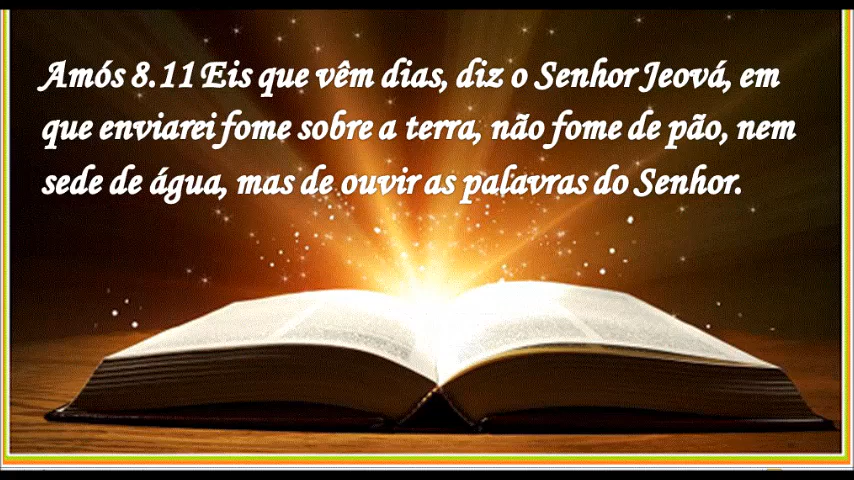 Amós 8.11 Eis que vêm dias, diz o Senhor Jeová, em
que enviarei fome sobre a terra, não fome de pão, nem
sede de água, mas de ouvir as palavras do Senhor.